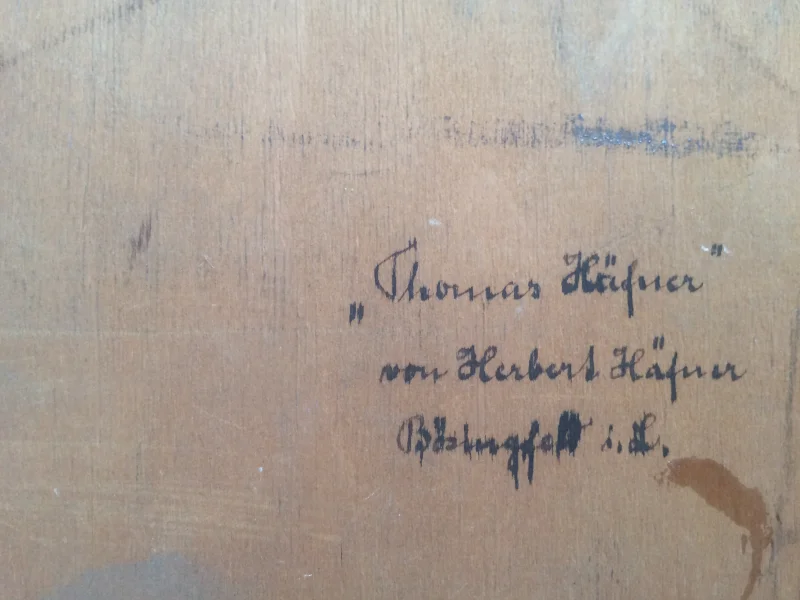 „Thomas Häfner"
von Herbert Häfner
Bösingfeld i.L.